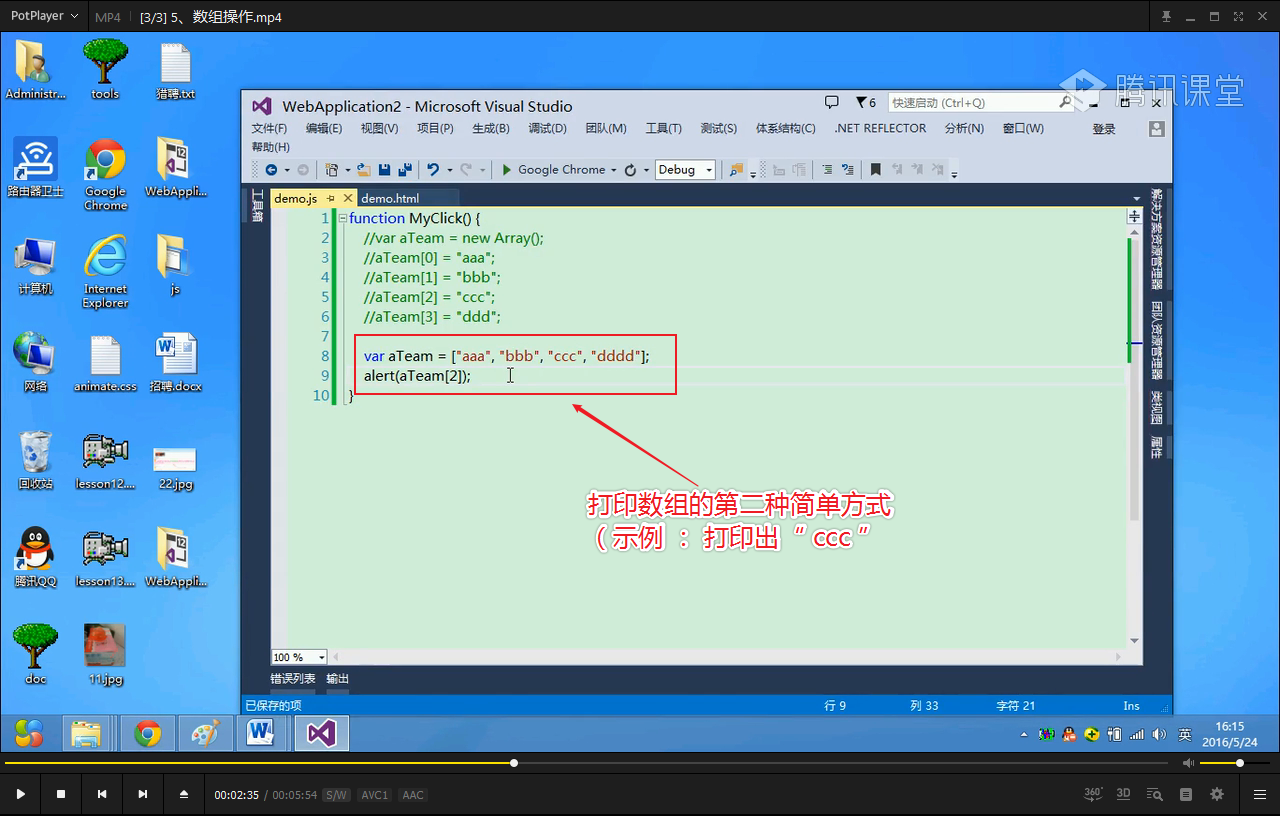 PotPlayer
MP4
[3/3] 5、数组操作.mp4
腾讯课堂
Administr...
tools
猎聘.txt
路由器卫士
Google Chrome
WebAppli...
计算机
Internet Explorer
js
网络
animate.css
招聘.docx
回收站
lesson12....
22.jpg
腾讯QQ
lesson13....
WebAppli...
doc
11.jpg
WebApplication2 - Microsoft Visual Studio
6
快速启动 (Ctrl+Q)
文件(F) 编辑(E) 视图(V) 项目(P) 生成(B) 调试(D) 团队(M) 工具(T) 测试(S) 体系结构(C) .NET REFLECTOR 分析(N) 窗口(W) 登录
帮助(H)
Google Chrome
Debug
工具箱
demo.js
demo.html
1 function MyClick() {
2 //var aTeam = new Array();
3 //aTeam[0] = "aaa";
4 //aTeam[1] = "bbb";
5 //aTeam[2] = "ccc";
6 //aTeam[3] = "ddd";
7
8 var aTeam = ["aaa", "bbb", "ccc", "dddd"];
9 alert(aTeam[2]);
10 }
打印数组的第二种简单方式
（示例 ： 打印出 “ ccc ”
解决方案资源管理器
团队资源管理器
类视图
属性
100 %
错误列表 输出
已保存的项 行 9 列 33 字符 21 Ins
英
16:15
2016/5/24
00:02:35 / 00:05:54 S/W AVC1 AAC
360°
3D